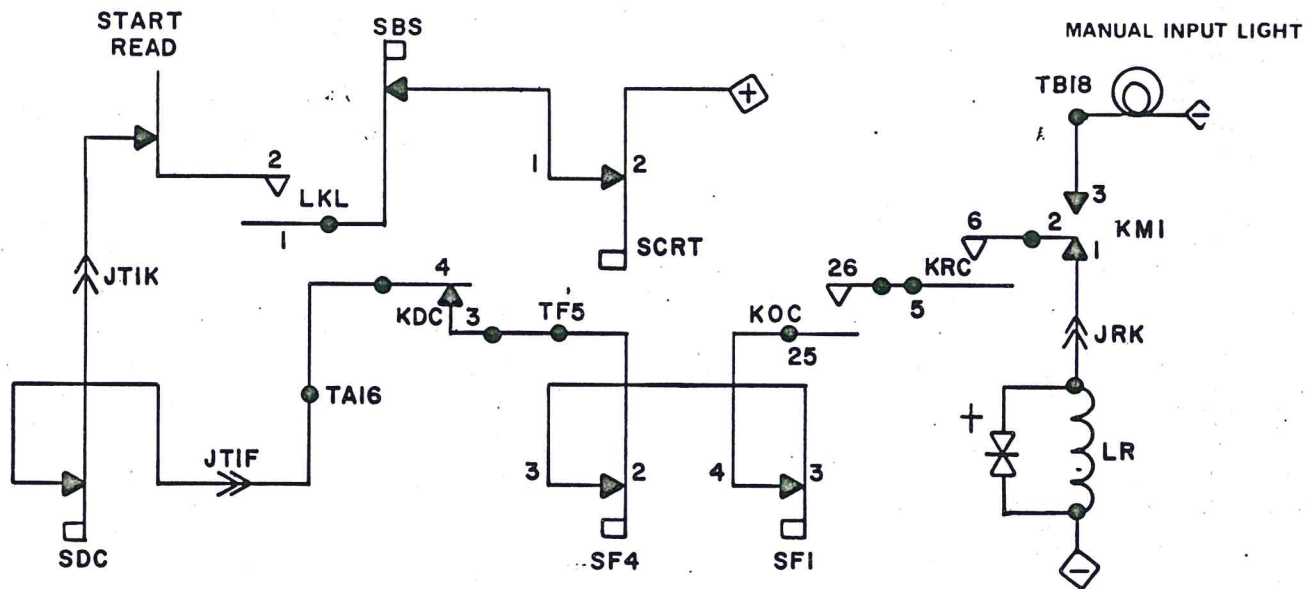 START
READ
SBS
MANUAL INPUT LIGHT
+
TB18
−
2
1
2
3
LKL
1
SCRT
6
2
KM1
1
JT1K
4
26
KRC
5
KDC
3
TF5
KOC
25
JRK
TA16
+
JT1F
3
2
4
3
LR
SDC
SF4
SF1
−